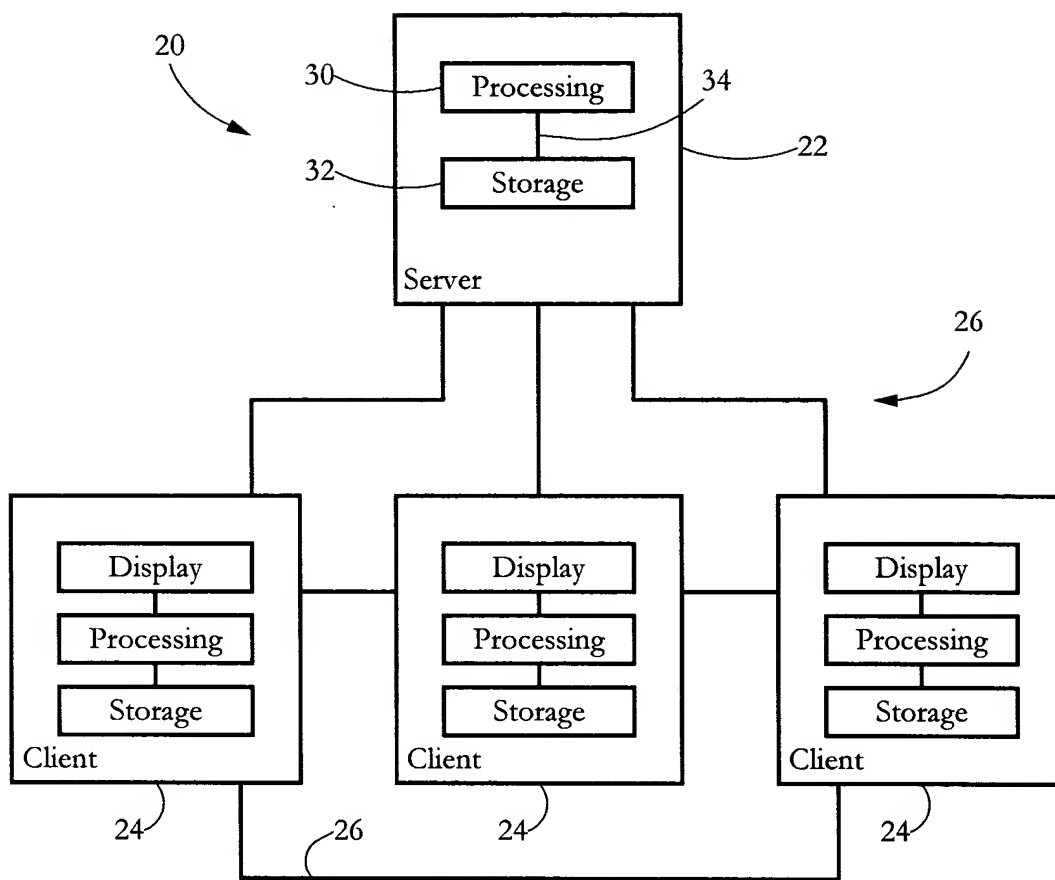 20
30
Processing
34
22
32
Storage
Server
26
Display
Processing
Storage
Client
Display
Processing
Storage
Client
Display
Processing
Storage
Client
24
24
24
26